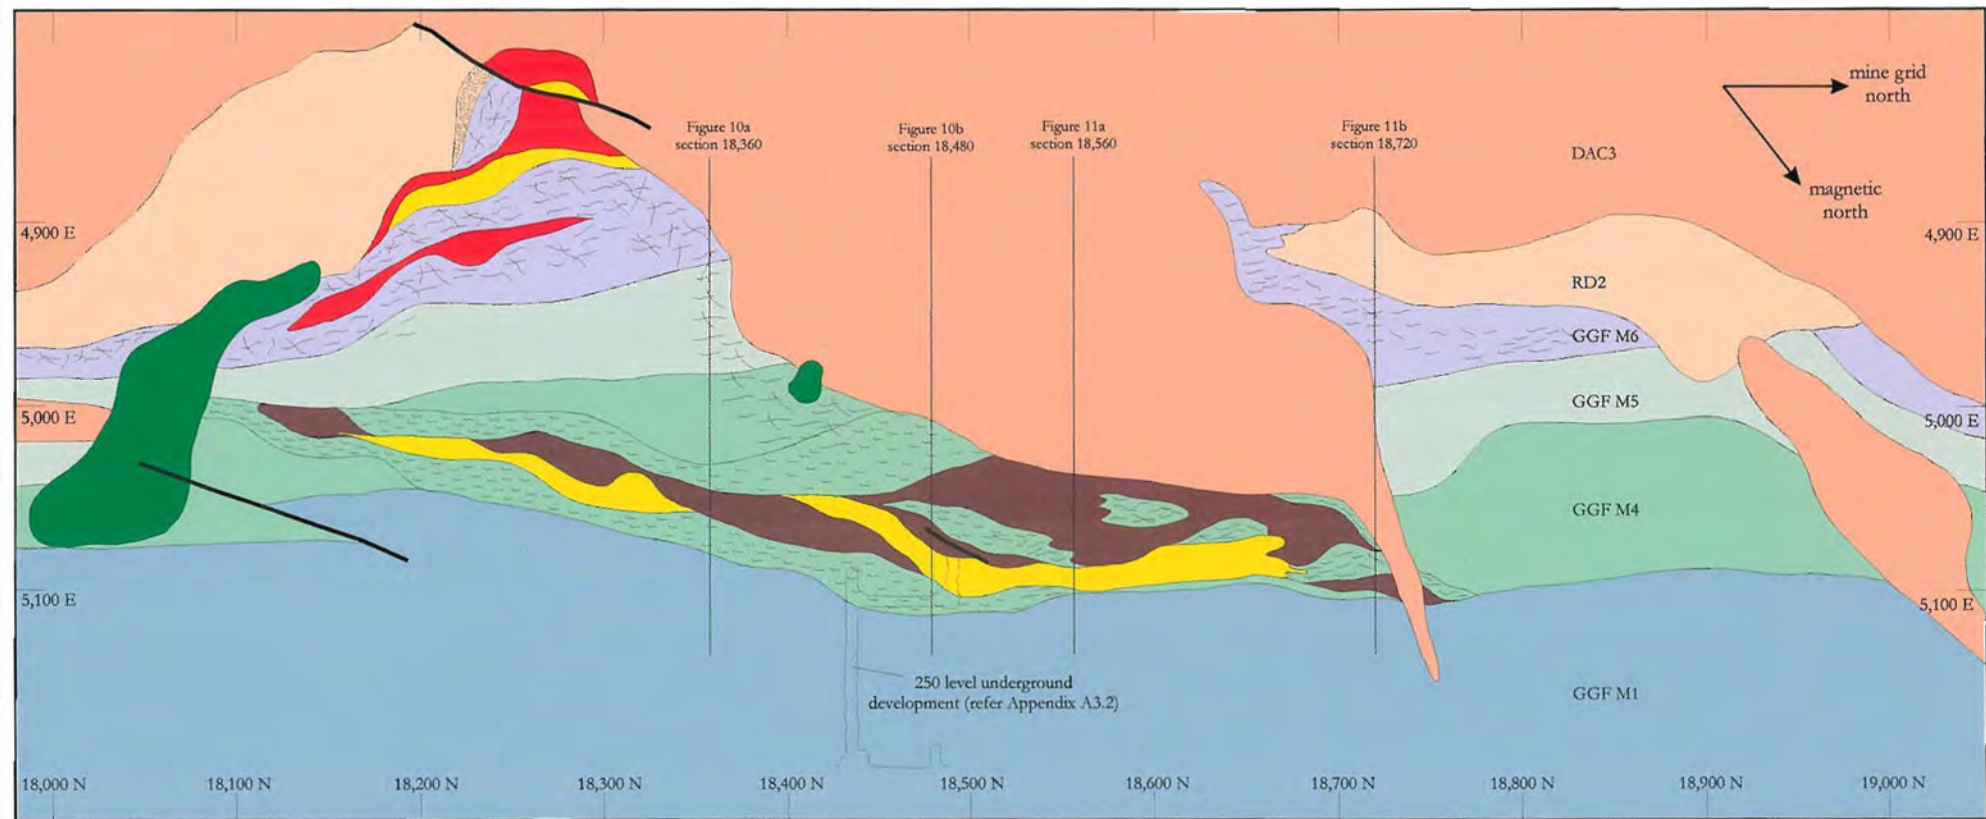 mine grid
north
magnetic
north
Figure 10a
section 18,360
Figure 10b
section 18,480
Figure 11a
section 18,560
Figure 11b
section 18,720
DAC3
4,900 E
4,900 E
RD2
GGF M6
GGF M5
5,000 E
5,000 E
GGF M4
5,100 E
5,100 E
250 level underground
development (refer Appendix A3.2)
GGF M1
18,000 N
18,100 N
18,200 N
18,300 N
18,400 N
18,500 N
18,600 N
18,700 N
18,800 N
18,900 N
19,000 N